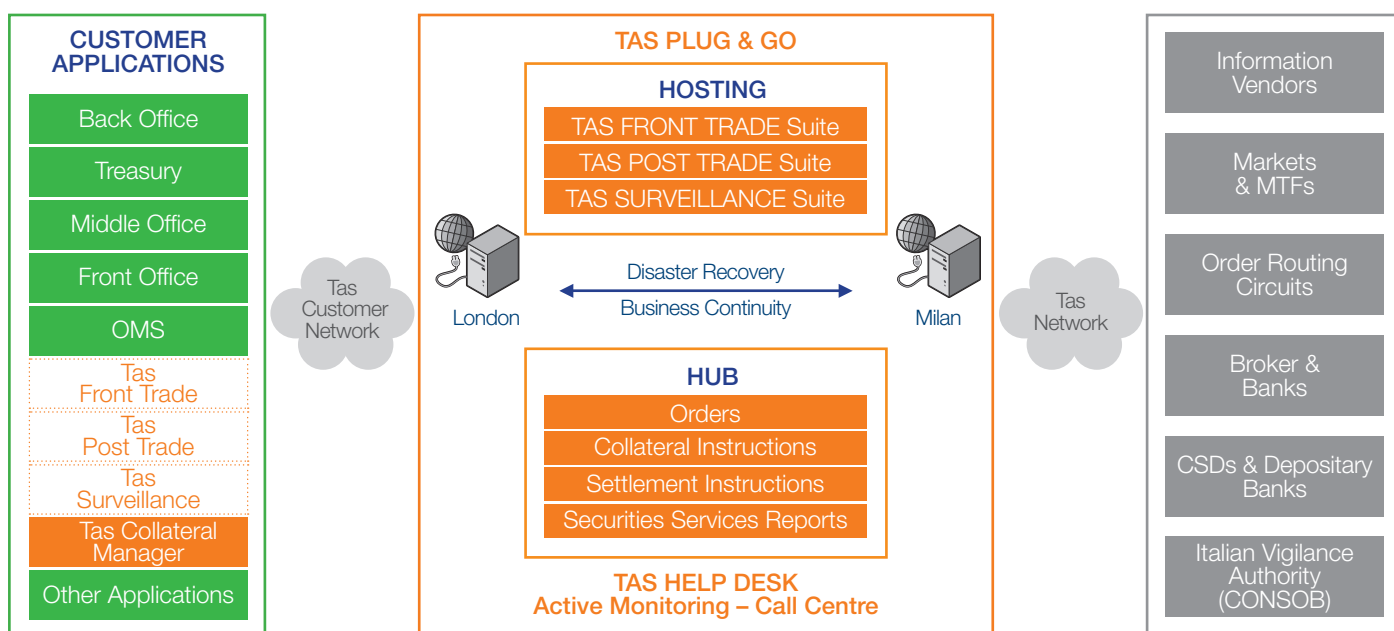 CUSTOMER
APPLICATIONS
Back Office
Treasury
Middle Office
Front Office
OMS
Tas
Front Trade
Tas
Post Trade
Tas
Surveillance
Tas Collateral
Manager
Other Applications
Tas
Customer
Network
TAS PLUG & GO
HOSTING
TAS FRONT TRADE Suite
TAS POST TRADE Suite
TAS SURVEILLANCE Suite
London
Disaster Recovery
Business Continuity
Milan
HUB
Orders
Collateral Instructions
Settlement Instructions
Securities Services Reports
TAS HELP DESK
Active Monitoring – Call Centre
Tas
Network
Information
Vendors
Markets
& MTFs
Order Routing
Circuits
Broker &
Banks
CSDs & Depositary
Banks
Italian Vigilance
Authority
(CONSOB)